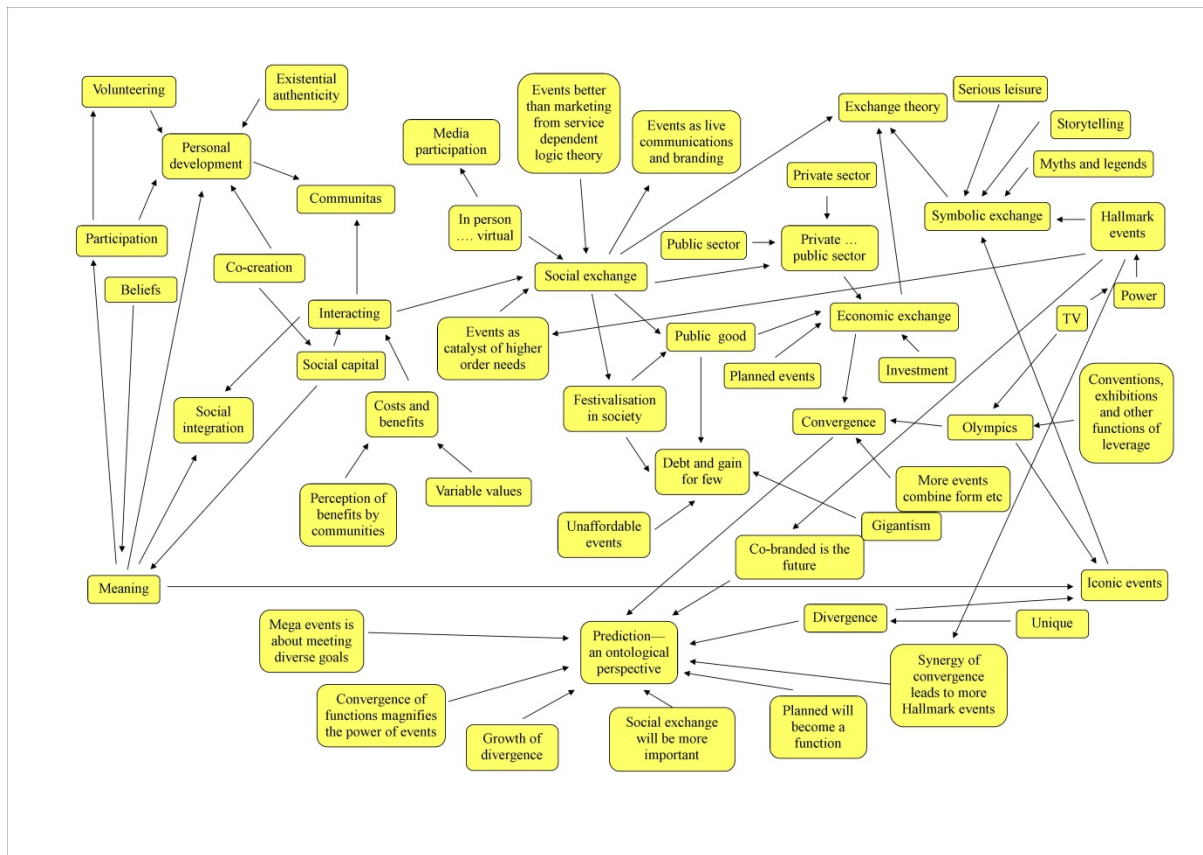 Volunteering
Existential
authenticity
Events better
than marketing
from service
dependent
logic theory
Events as live
communications
and branding
Exchange theory
Serious leisure
Storytelling
Myths and legends
Media
participation
Personal
development
Private sector
Communitas
Symbolic exchange
Hallmark
events
Participation
In person
.... virtual
Public sector
Private ...
public sector
Co-creation
Social exchange
Beliefs
Interacting
Power
TV
Economic exchange
Events as
catalyst of higher
order needs
Public good
Social capital
Planned events
Investment
Conventions,
exhibitions
and other
functions of
leverage
Social
integration
Costs and
benefits
Festivalisation
in society
Convergence
Olympics
Debt and gain
for few
Perception of
benefits by
communities
Variable values
More events
combine form etc
Unaffordable
events
Gigantism
Co-branded is the
future
Meaning
Iconic events
Mega events is
about meeting
diverse goals
Prediction—
an ontological
perspective
Divergence
Unique
Synergy of
convergence
leads to more
Hallmark events
Convergence of
functions magnifies
the power of events
Growth of
divergence
Social exchange
will be more
important
Planned will
become a
function